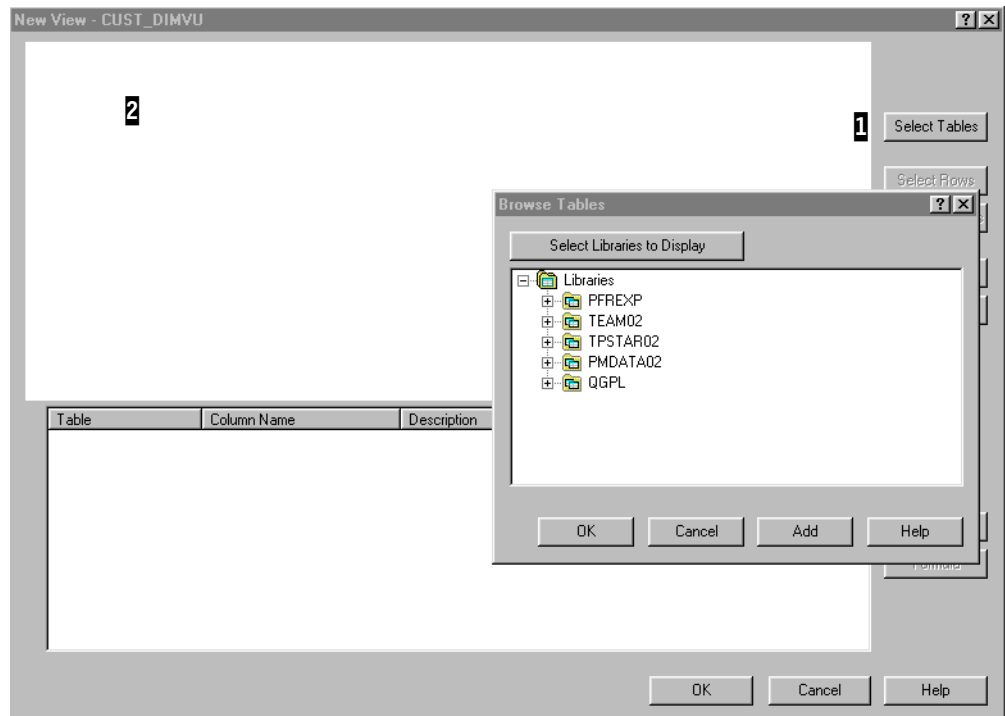 New View - CUST_DIMVU
2
1
Select Tables
Select Rows
Browse Tables
Select Libraries to Display
Libraries
PFREXP
TEAM02
TPSTAR02
PMDATA02
QGPL
Table Column Name Description
OK Cancel Add Help
OK Cancel Help